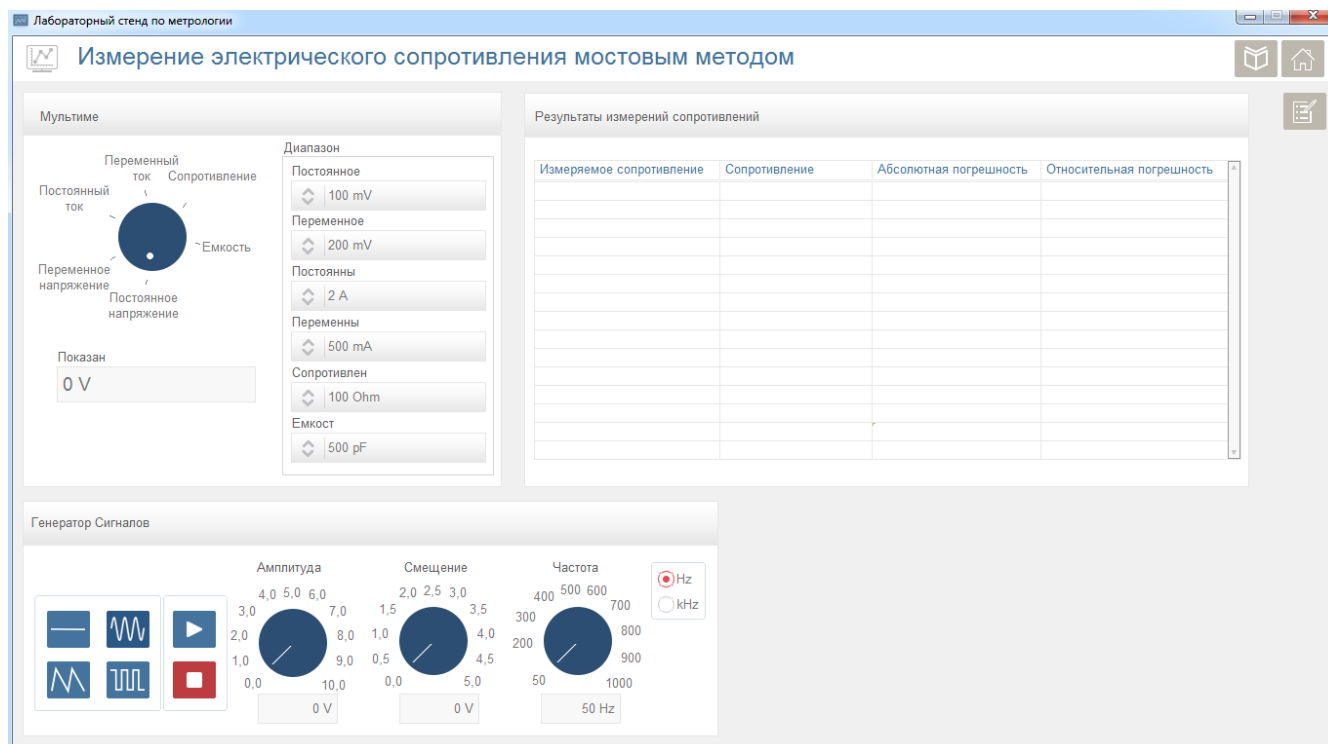 Лабораторный стенд по метрологии
Измерение электрического сопротивления мостовым методом
Мультиме
Переменный
ток
Сопротивление
Постоянный
ток
Емкость
Переменное
напряжение
Постоянное
напряжение
Показан
0 V
Диапазон
Постоянное
100 mV
Переменное
200 mV
Постоянны
2 A
Переменны
500 mA
Сопротивлен
100 Ohm
Емкост
500 pF
Результаты измерений сопротивлений
Измеряемое сопротивление Сопротивление Абсолютная погрешность Относительная погрешность
Генератор Сигналов
Амплитуда
0,0 1,0 2,0 3,0 4,0 5,0 6,0 7,0 8,0 9,0 10,0
0 V
Смещение
0,0 0,5 1,0 1,5 2,0 2,5 3,0 3,5 4,0 4,5 5,0
0 V
Частота
50 200 300 400 500 600 700 800 900 1000
50 Hz
Hz
kHz